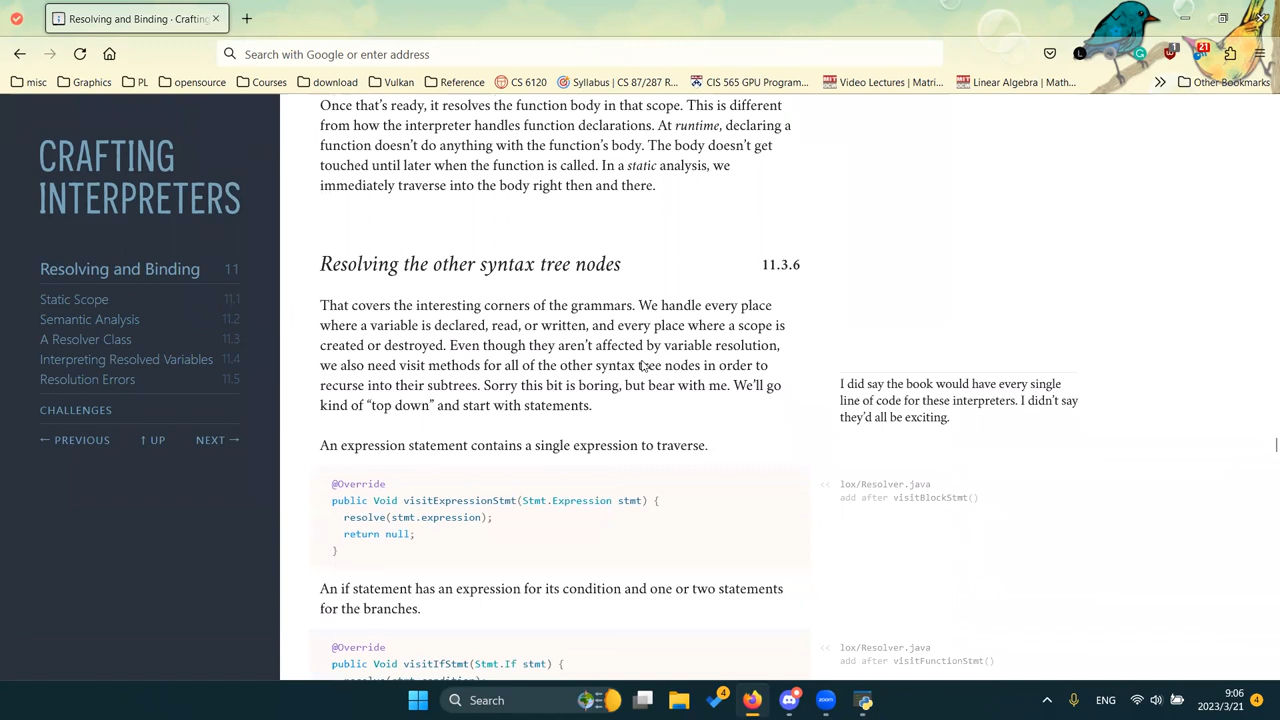 Resolving and Binding · Crafting
Search with Google or enter address
1
21
misc
Graphics
PL
opensource
Courses
download
Vulkan
Reference
CS 6120
Syllabus | CS 87/287 R...
CIS 565 GPU Program...
Video Lectures | Matri...
Linear Algebra | Math...
Other Bookmarks
CRAFTING
INTERPRETERS
Resolving and Binding 11
Static Scope 11.1
Semantic Analysis 11.2
A Resolver Class 11.3
Interpreting Resolved Variables 11.4
Resolution Errors 11.5
CHALLENGES
← PREVIOUS ↑ UP NEXT →
Once that’s ready, it resolves the function body in that scope. This is different
from how the interpreter handles function declarations. At runtime, declaring a
function doesn’t do anything with the function’s body. The body doesn’t get
touched until later when the function is called. In a static analysis, we
immediately traverse into the body right then and there.
Resolving the other syntax tree nodes 11.3.6
That covers the interesting corners of the grammars. We handle every place
where a variable is declared, read, or written, and every place where a scope is
created or destroyed. Even though they aren’t affected by variable resolution,
we also need visit methods for all of the other syntax tree nodes in order to
recurse into their subtrees. Sorry this bit is boring, but bear with me. We’ll go
kind of “top down” and start with statements.
I did say the book would have every single
line of code for these interpreters. I didn’t say
they’d all be exciting.
An expression statement contains a single expression to traverse.
@Override
public Void visitExpressionStmt(Stmt.Expression stmt) {
resolve(stmt.expression);
return null;
}
<< lox/Resolver.java
add after visitBlockStmt()
An if statement has an expression for its condition and one or two statements
for the branches.
@Override
public Void visitIfStmt(Stmt.If stmt) {
resolve(stmt.condition);
<< lox/Resolver.java
add after visitFunctionStmt()
Search
4
zoom
ENG
9:06
2023/3/21
4